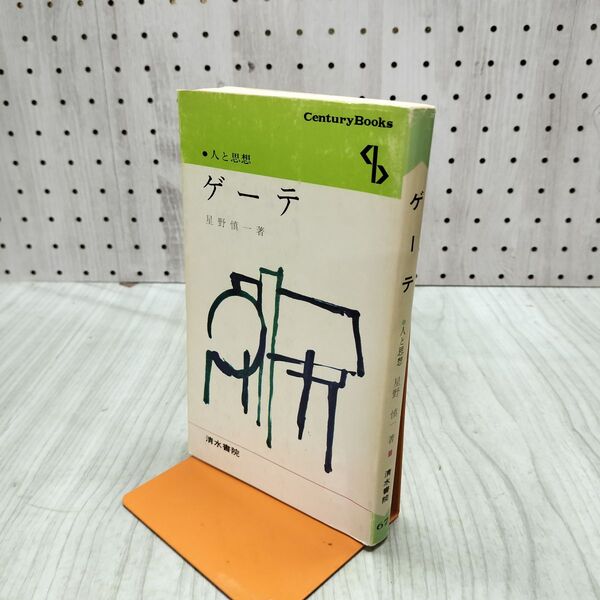 CenturyBooks
●人と思想
ゲーテ
星野慎一著
清水書院
ゲーテ
●人と思想
星野慎一著
清水書院
67